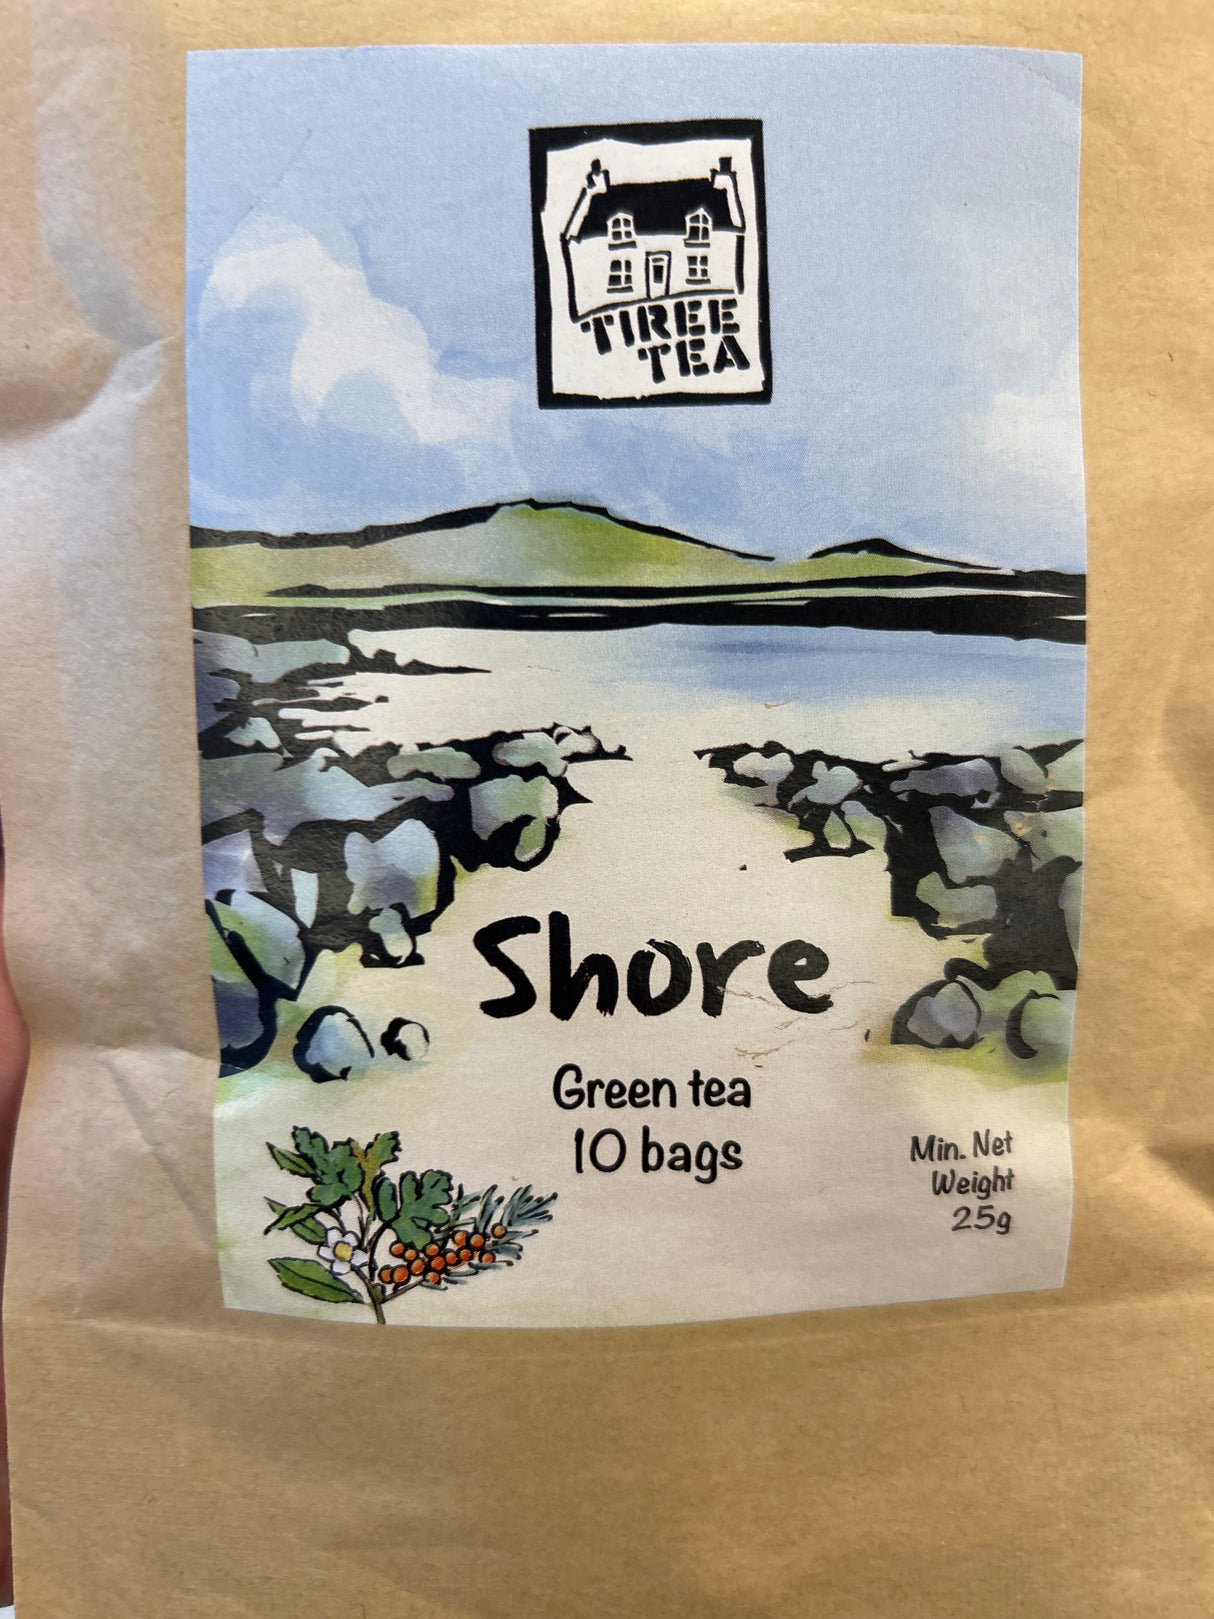 TIREE
TEA
Shore
Green tea
10 bags
Min. Net
Weight
25g